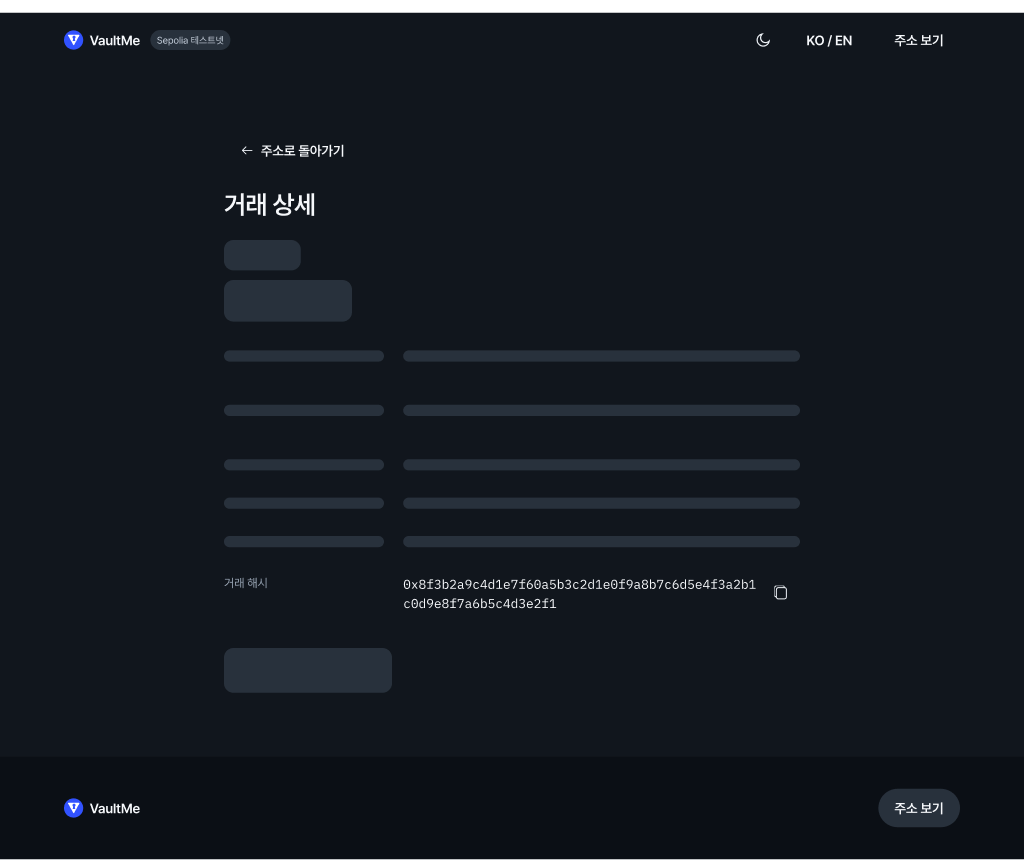 VaultMe Sepolia 테스트넷 KO / EN 주소 보기
← 주소로 돌아가기
거래 상세
거래 해시
0x8f3b2a9c4d1e7f60a5b3c2d1e0f9a8b7c6d5e4f3a2b1
c0d9e8f7a6b5c4d3e2f1
VaultMe 주소 보기